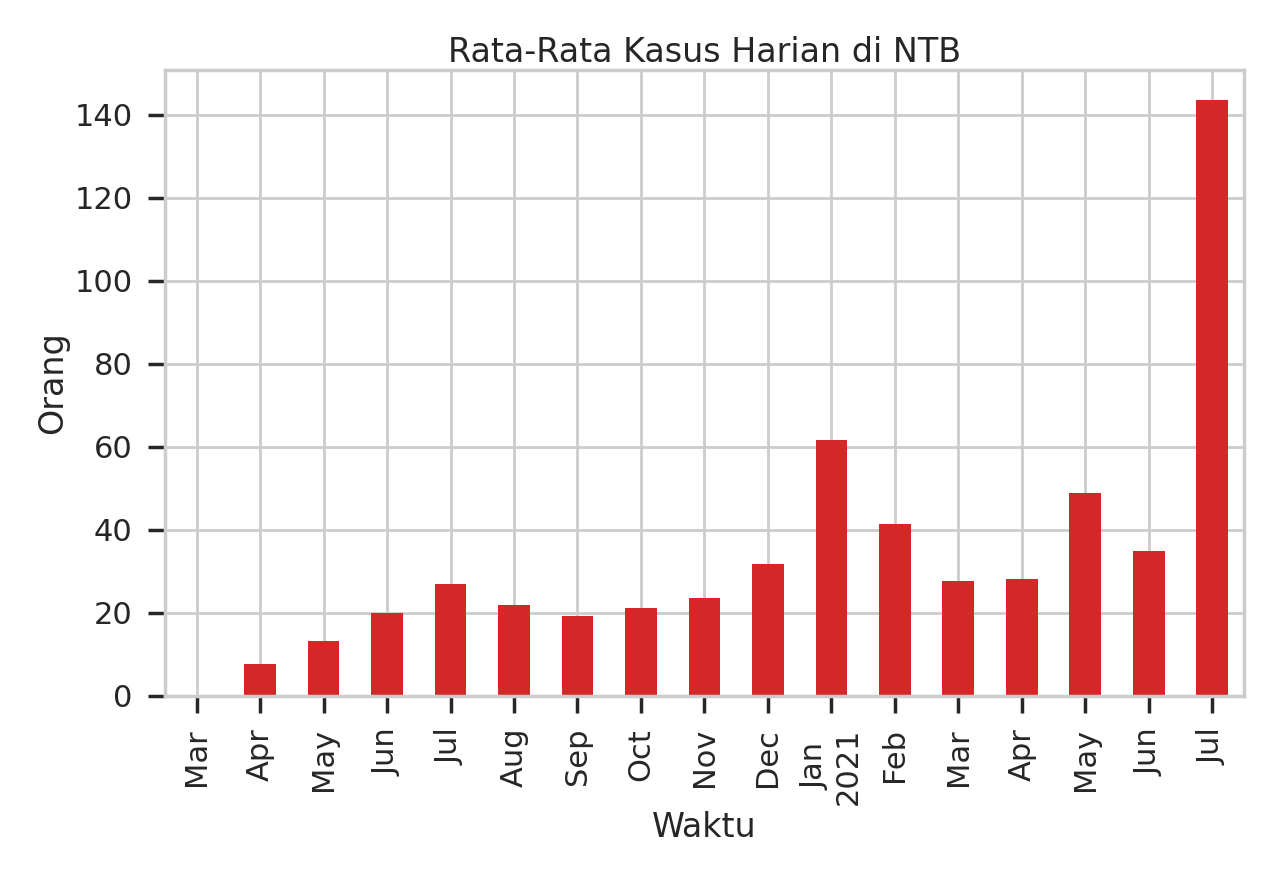 Rata-Rata Kasus Harian di NTB
140
120
100
80
60
40
20
0
Orang
Mar
Apr
May
Jun
Jul
Aug
Sep
Oct
Nov
Dec
Jan
2021
Feb
Mar
Apr
May
Jun
Jul
Waktu